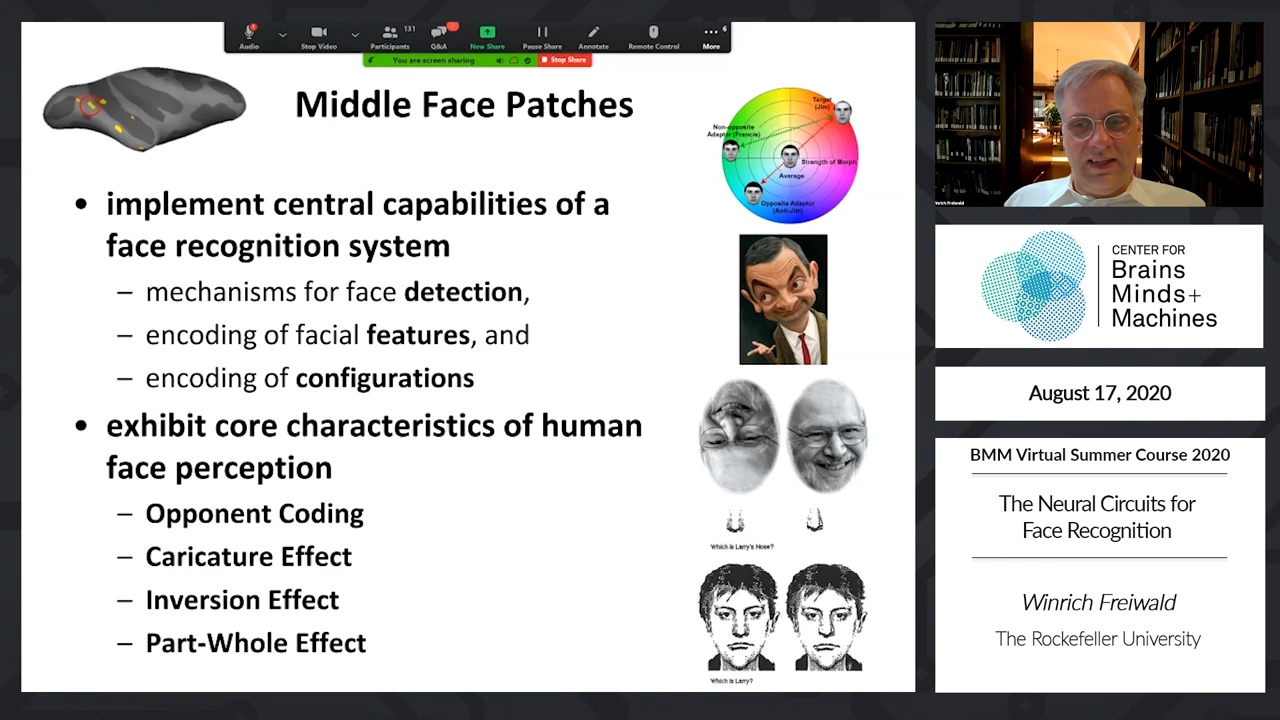 131
6
Audio
Stop Video
Participants
Q&A
New Share
Pause Share
Annotate
Remote Control
More
You are screen sharing
Stop Share
Middle Face Patches
Target
(Jim)
Non-opposite
Adaptor (Francis)
Strength of Morph
Average
Opposite Adaptor
(Anti-Jim)
• implement central capabilities of a
face recognition system
– mechanisms for face detection,
– encoding of facial features, and
– encoding of configurations
• exhibit core characteristics of human
face perception
– Opponent Coding
– Caricature Effect
– Inversion Effect
– Part-Whole Effect
Which is Larry's Nose?
Which is Larry?
Winrich Freiwald
CENTER FOR
Brains
Minds+
Machines
August 17, 2020
BMM Virtual Summer Course 2020
The Neural Circuits for
Face Recognition
Winrich Freiwald
The Rockefeller University